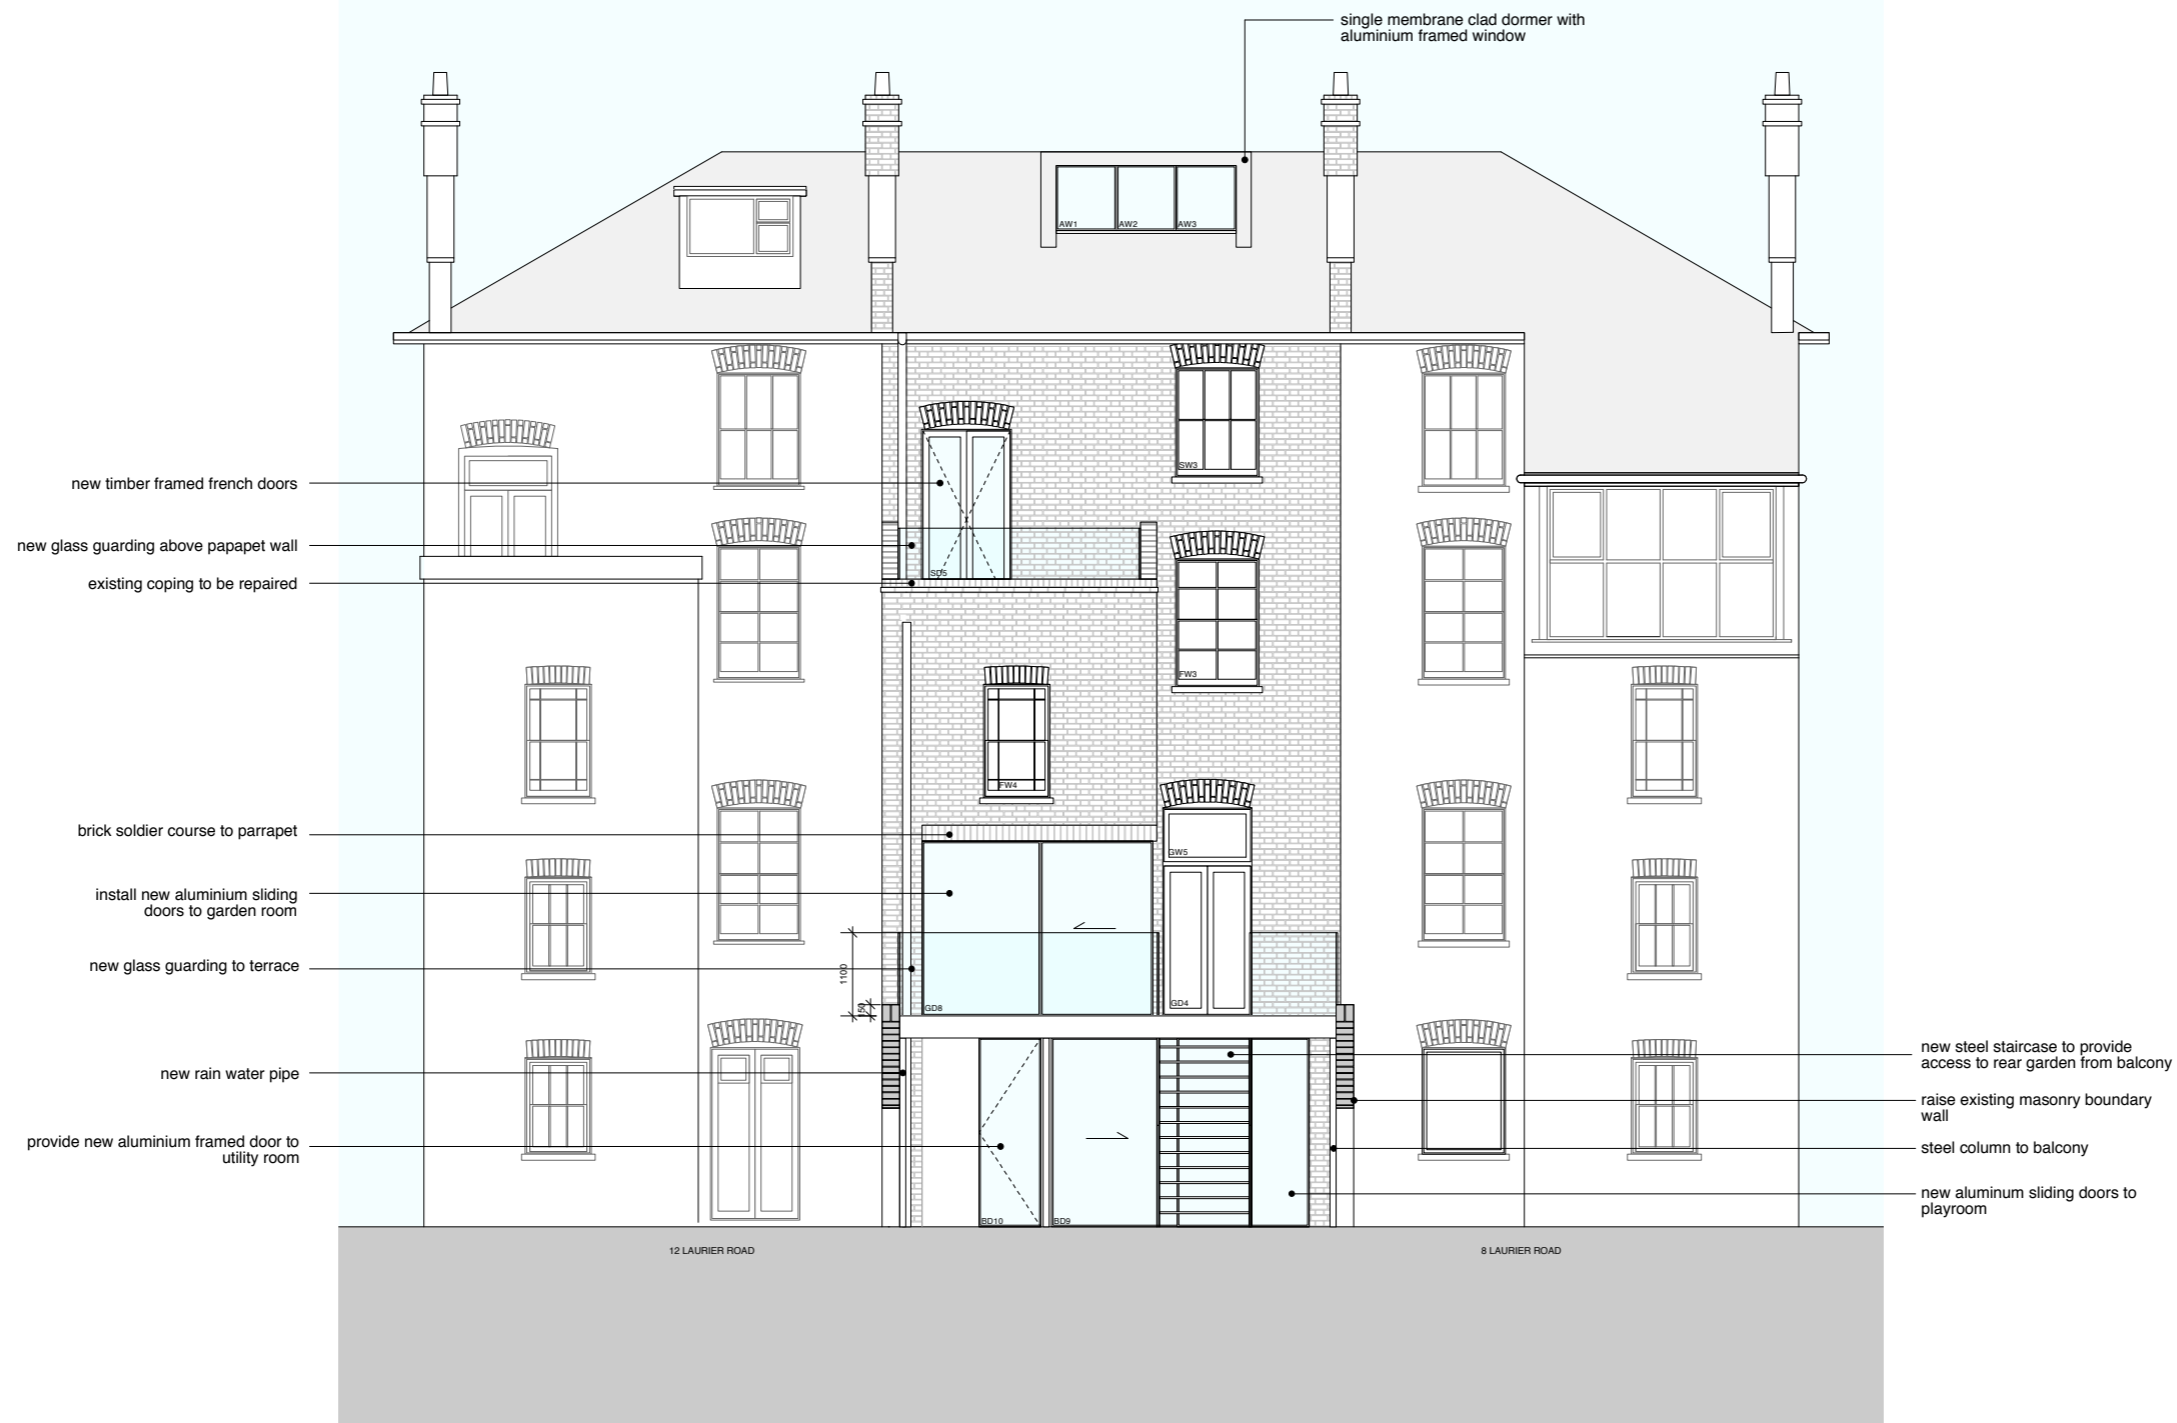 single membrane clad dormer with
aluminium framed window
AW1
AW2
AW3
new timber framed french doors
SW3
new glass guarding above papapet wall
SD5
existing coping to be repaired
FW3
FW4
brick soldier course to parrapet
GW5
install new aluminium sliding
doors to garden room
new glass guarding to terrace
1100
150
GD8
GD4
new steel staircase to provide
access to rear garden from balcony
new rain water pipe
raise existing masonry boundary
wall
provide new aluminium framed door to
utility room
steel column to balcony
new aluminum sliding doors to
playroom
BD10
BD9
12 LAURIER ROAD
8 LAURIER ROAD